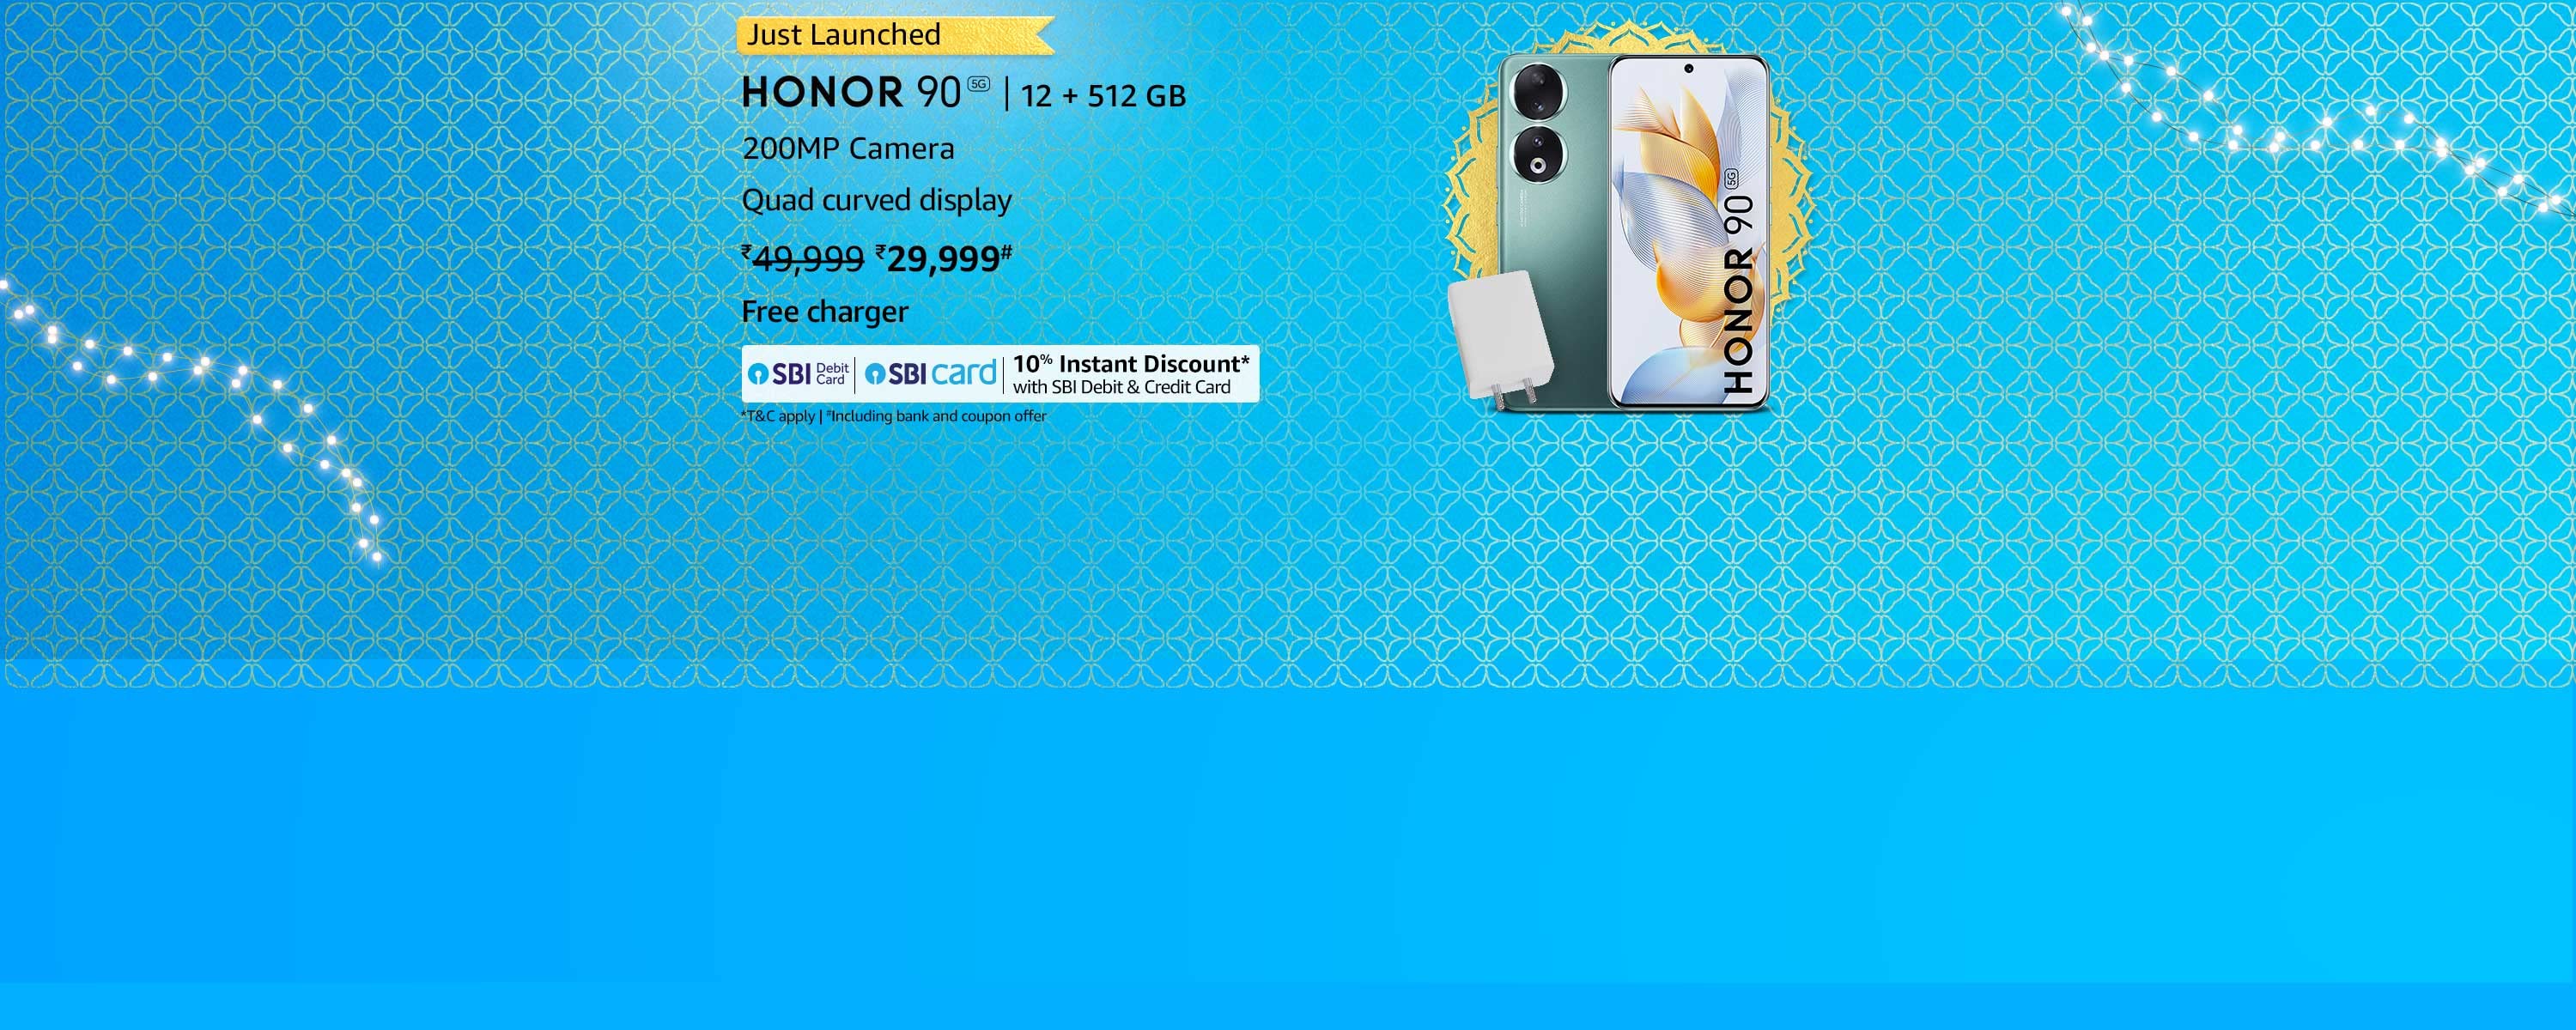 Just Launched
HONOR 90 5G | 12 + 512 GB
200MP Camera
Quad curved display
₹49,999 ₹29,999#
Free charger
SBI Debit Card | SBI card | 10% Instant Discount*
with SBI Debit & Credit Card
*T&C apply | #Including bank and coupon offer
HONOR 90 5G